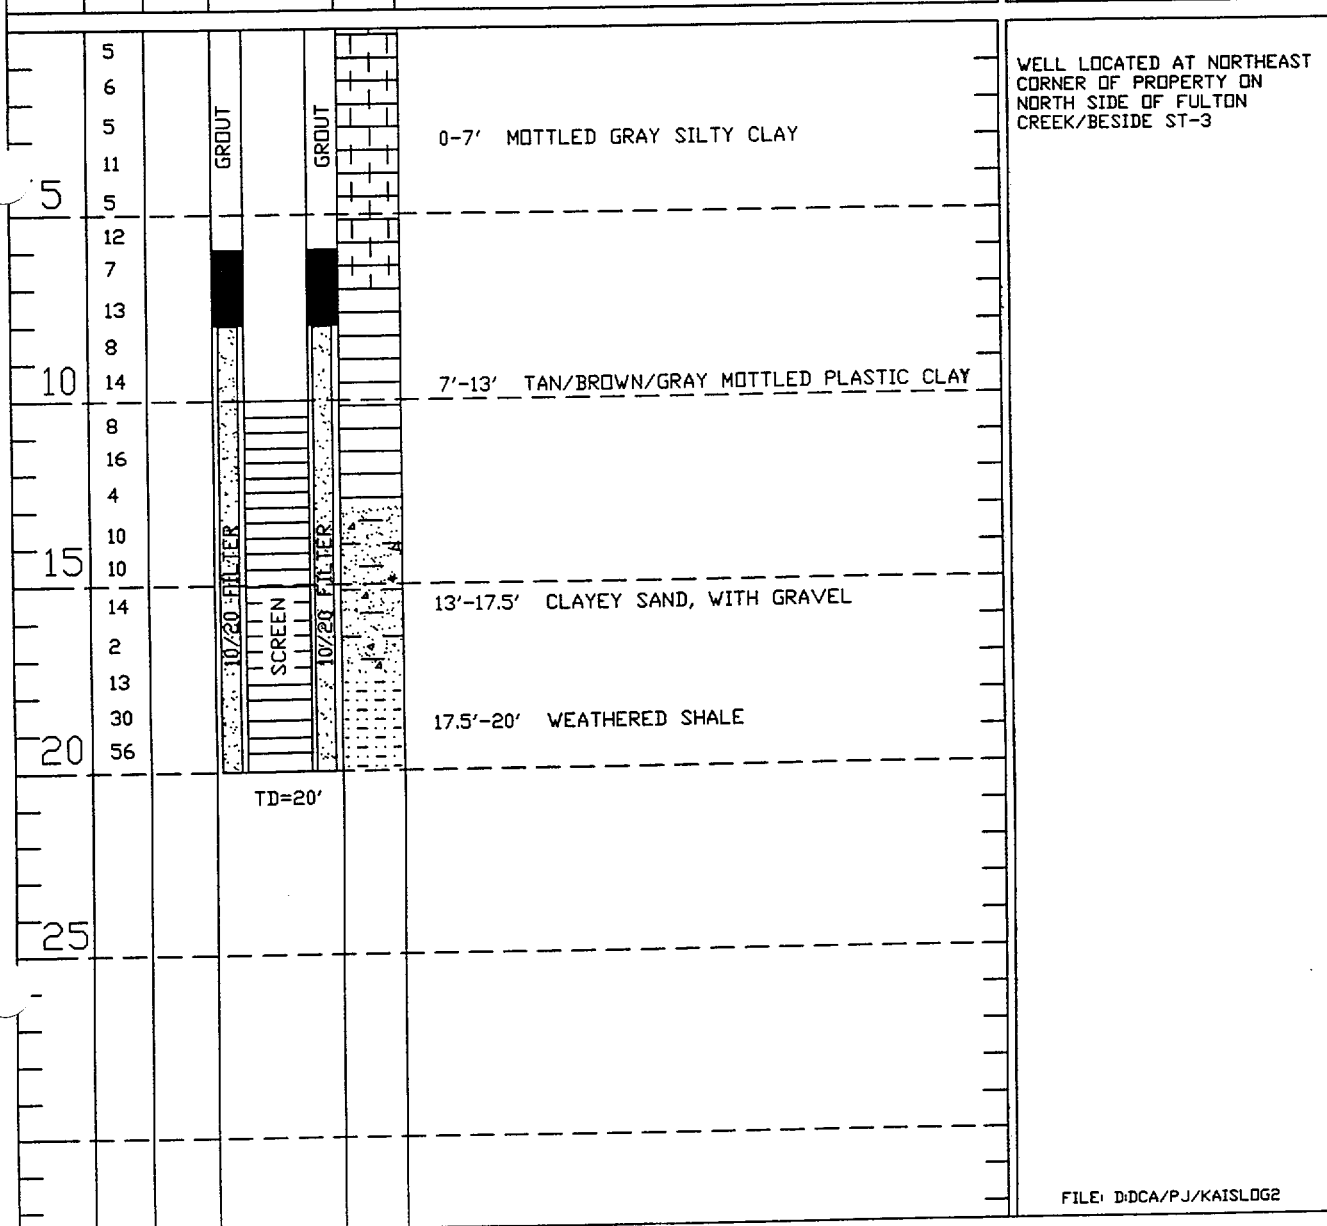 5
6
5
11
5
5
12
7
13
8
14
10
8
16
4
10
10
15
14
2
13
30
56
20
25
GROUT
GROUT
10/20 FILTER
SCREEN
10/20 FILTER
TD=20'
0-7' MOTTLED GRAY SILTY CLAY
7'-13' TAN/BROWN/GRAY MOTTLED PLASTIC CLAY
13'-17.5' CLAYEY SAND, WITH GRAVEL
17.5'-20' WEATHERED SHALE
WELL LOCATED AT NORTHEAST
CORNER OF PROPERTY ON
NORTH SIDE OF FULTON
CREEK/BESIDE ST-3
FILE: D:DCA/PJ/KAISLOG2